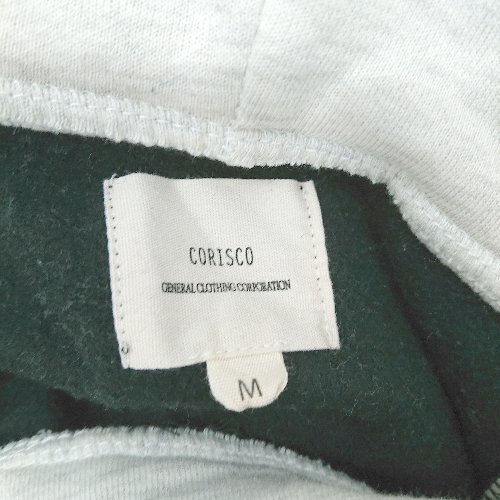 CORISCO
GENERAL CLOTHING CORPORATION
M